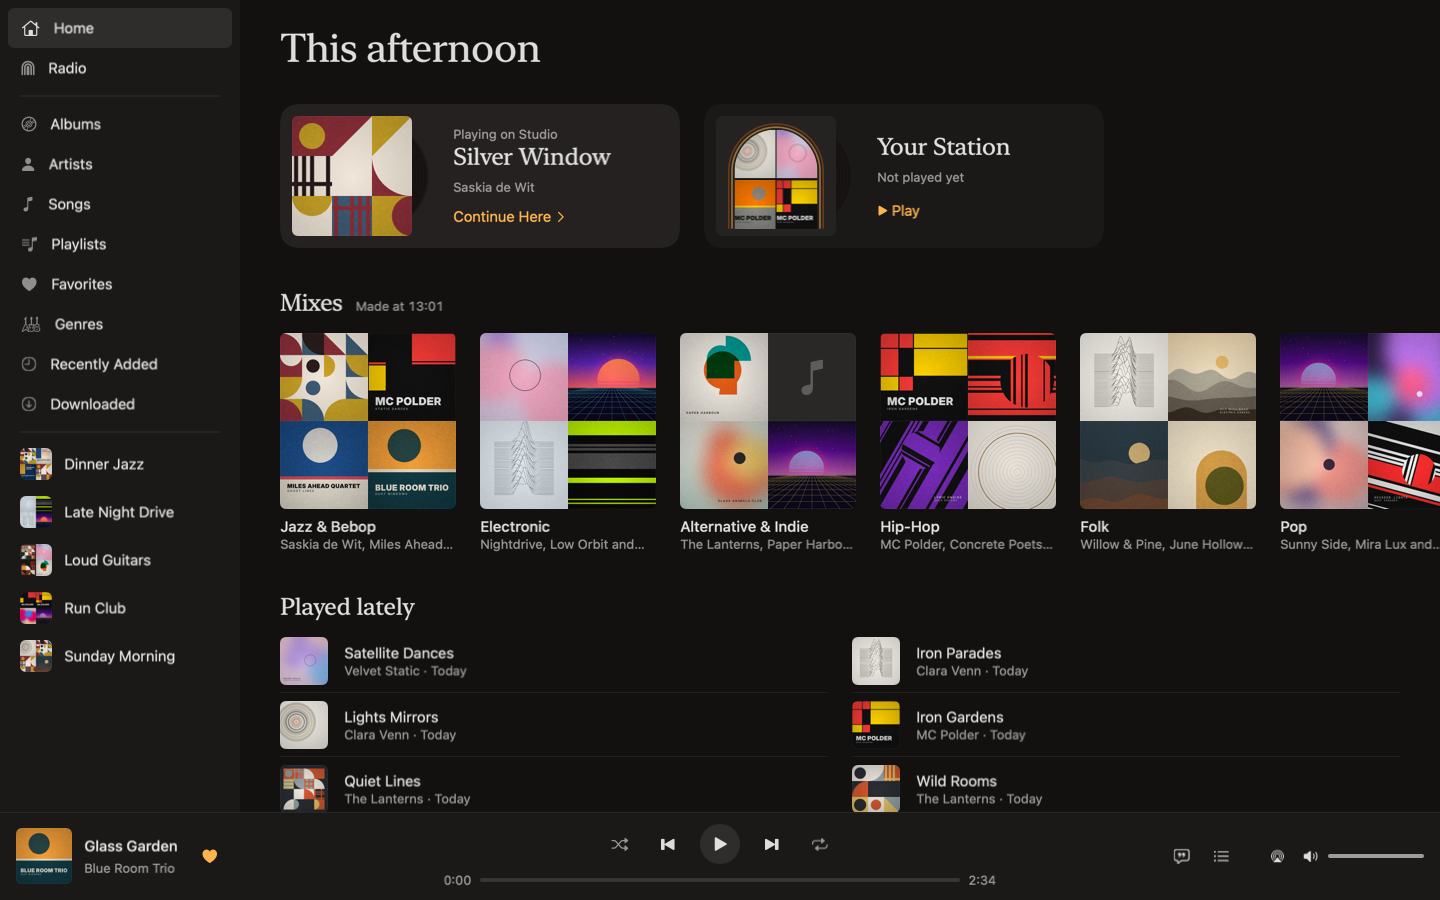 Home
Radio
Albums
Artists
Songs
Playlists
Favorites
Genres
Recently Added
Downloaded
Dinner Jazz
Late Night Drive
Loud Guitars
Run Club
Sunday Morning
This afternoon
Playing on Studio
Silver Window
Saskia de Wit
Continue Here
MC POLDER
MC POLDER
Your Station
Not played yet
Play
Mixes
Made at 13:01
MC POLDER
STATIC DANCES
MILES AHEAD QUARTET
BLUE ROOM TRIO
Jazz & Bebop
Saskia de Wit, Miles Ahead...
Electronic
Nightdrive, Low Orbit and...
PAPER HARBOUR
Alternative & Indie
The Lanterns, Paper Harbo...
MC POLDER
IRON GARDENS
Hip-Hop
MC Polder, Concrete Poets...
Folk
Willow & Pine, June Hollow...
Pop
Sunny Side, Mira Lux and...
Played lately
Satellite Dances
Velvet Static · Today
Iron Parades
Clara Venn · Today
Lights Mirrors
Clara Venn · Today
MC POLDER
Iron Gardens
MC Polder · Today
Quiet Lines
The Lanterns · Today
Wild Rooms
The Lanterns · Today
BLUE ROOM TRIO
Glass Garden
Blue Room Trio
0:00
2:34